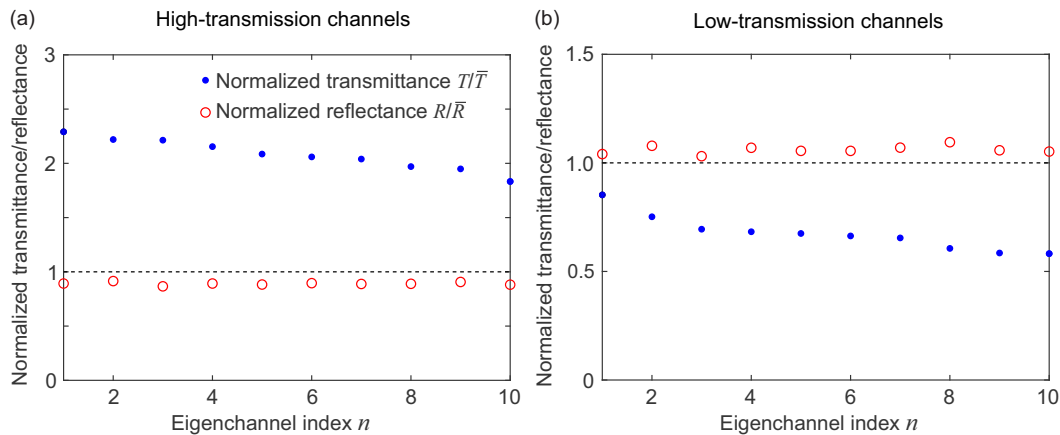 (a)
High-transmission channels
Normalized transmittance/reflectance
3
2
1
0
Normalized transmittance T/T̅
Normalized reflectance R/R̅
2
4
6
8
10
Eigenchannel index n
(b)
Low-transmission channels
Normalized transmittance/reflectance
1.5
1.0
0.5
0
2
4
6
8
10
Eigenchannel index n